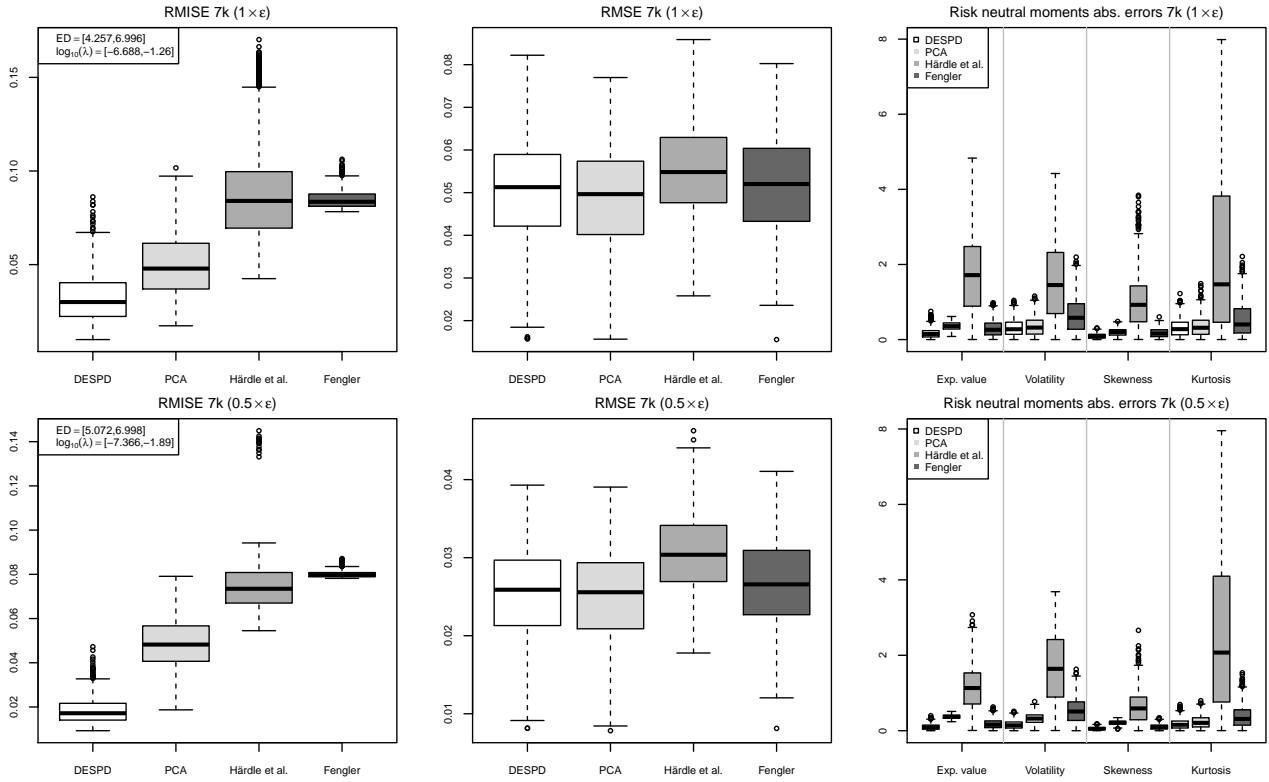 RMISE 7k (1×ε)
ED = [4.257,6.996]
log₁₀(λ) = [−6.688,−1.26]
0.15
0.10
0.05
DESPD PCA Härdle et al. Fengler
RMSE 7k (1×ε)
0.08
0.07
0.06
0.05
0.04
0.03
0.02
DESPD PCA Härdle et al. Fengler
Risk neutral moments abs. errors 7k (1×ε)
DESPD
PCA
Härdle et al.
Fengler
8
6
4
2
0
Exp. value Volatility Skewness Kurtosis
RMISE 7k (0.5×ε)
ED = [5.072,6.998]
log₁₀(λ) = [−7.366,−1.89]
0.14
0.12
0.10
0.08
0.06
0.04
0.02
DESPD PCA Härdle et al. Fengler
RMSE 7k (0.5×ε)
0.04
0.03
0.02
0.01
DESPD PCA Härdle et al. Fengler
Risk neutral moments abs. errors 7k (0.5×ε)
DESPD
PCA
Härdle et al.
Fengler
8
6
4
2
0
Exp. value Volatility Skewness Kurtosis